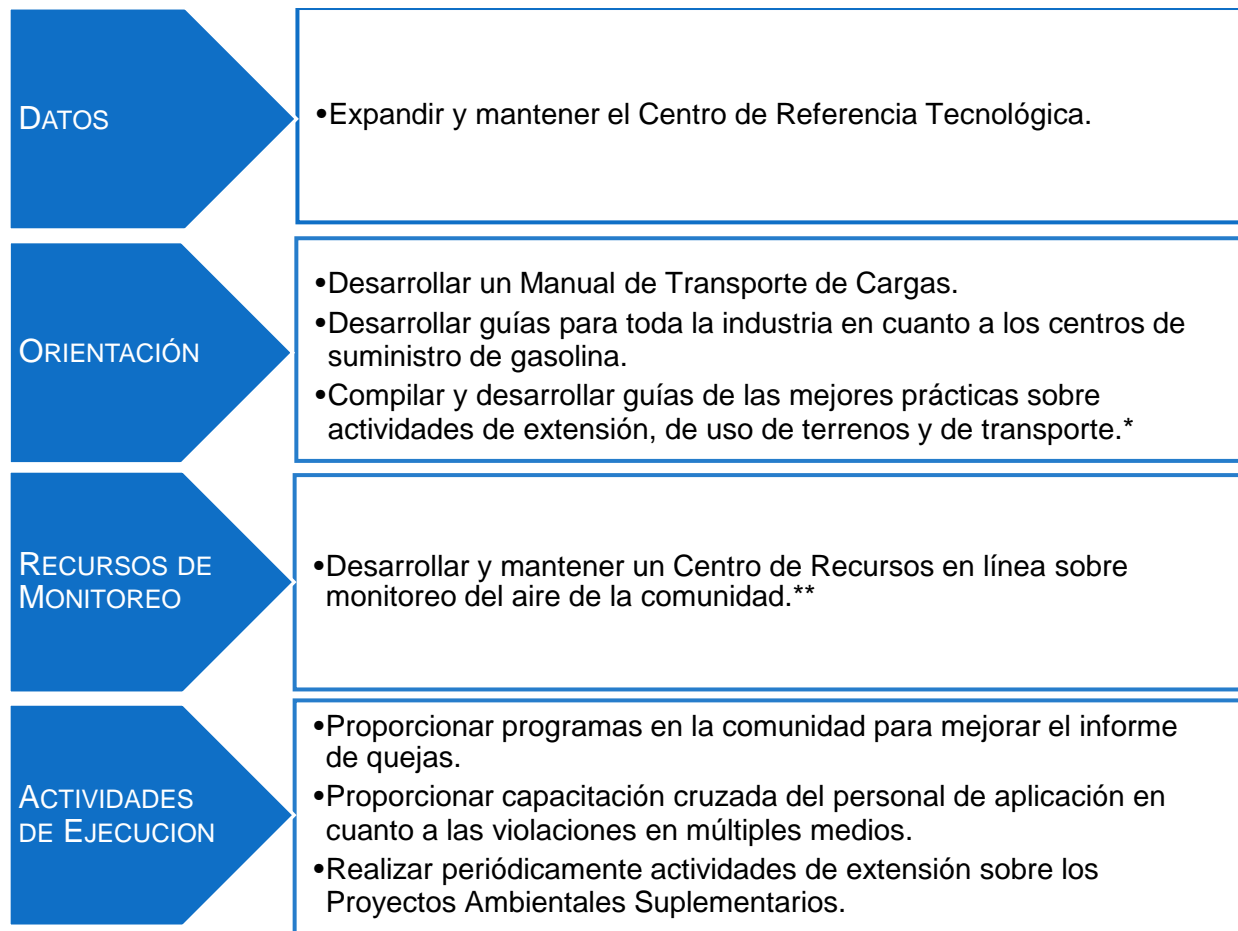 DATOS
•Expandir y mantener el Centro de Referencia Tecnológica.
ORIENTACIÓN
•Desarrollar un Manual de Transporte de Cargas.
•Desarrollar guías para toda la industria en cuanto a los centros de
suministro de gasolina.
•Compilar y desarrollar guías de las mejores prácticas sobre
actividades de extensión, de uso de terrenos y de transporte.*
RECURSOS DE
MONITOREO
•Desarrollar y mantener un Centro de Recursos en línea sobre
monitoreo del aire de la comunidad.**
ACTIVIDADES
DE EJECUCION
•Proporcionar programas en la comunidad para mejorar el informe
de quejas.
•Proporcionar capacitación cruzada del personal de aplicación en
cuanto a las violaciones en múltiples medios.
•Realizar periódicamente actividades de extensión sobre los
Proyectos Ambientales Suplementarios.